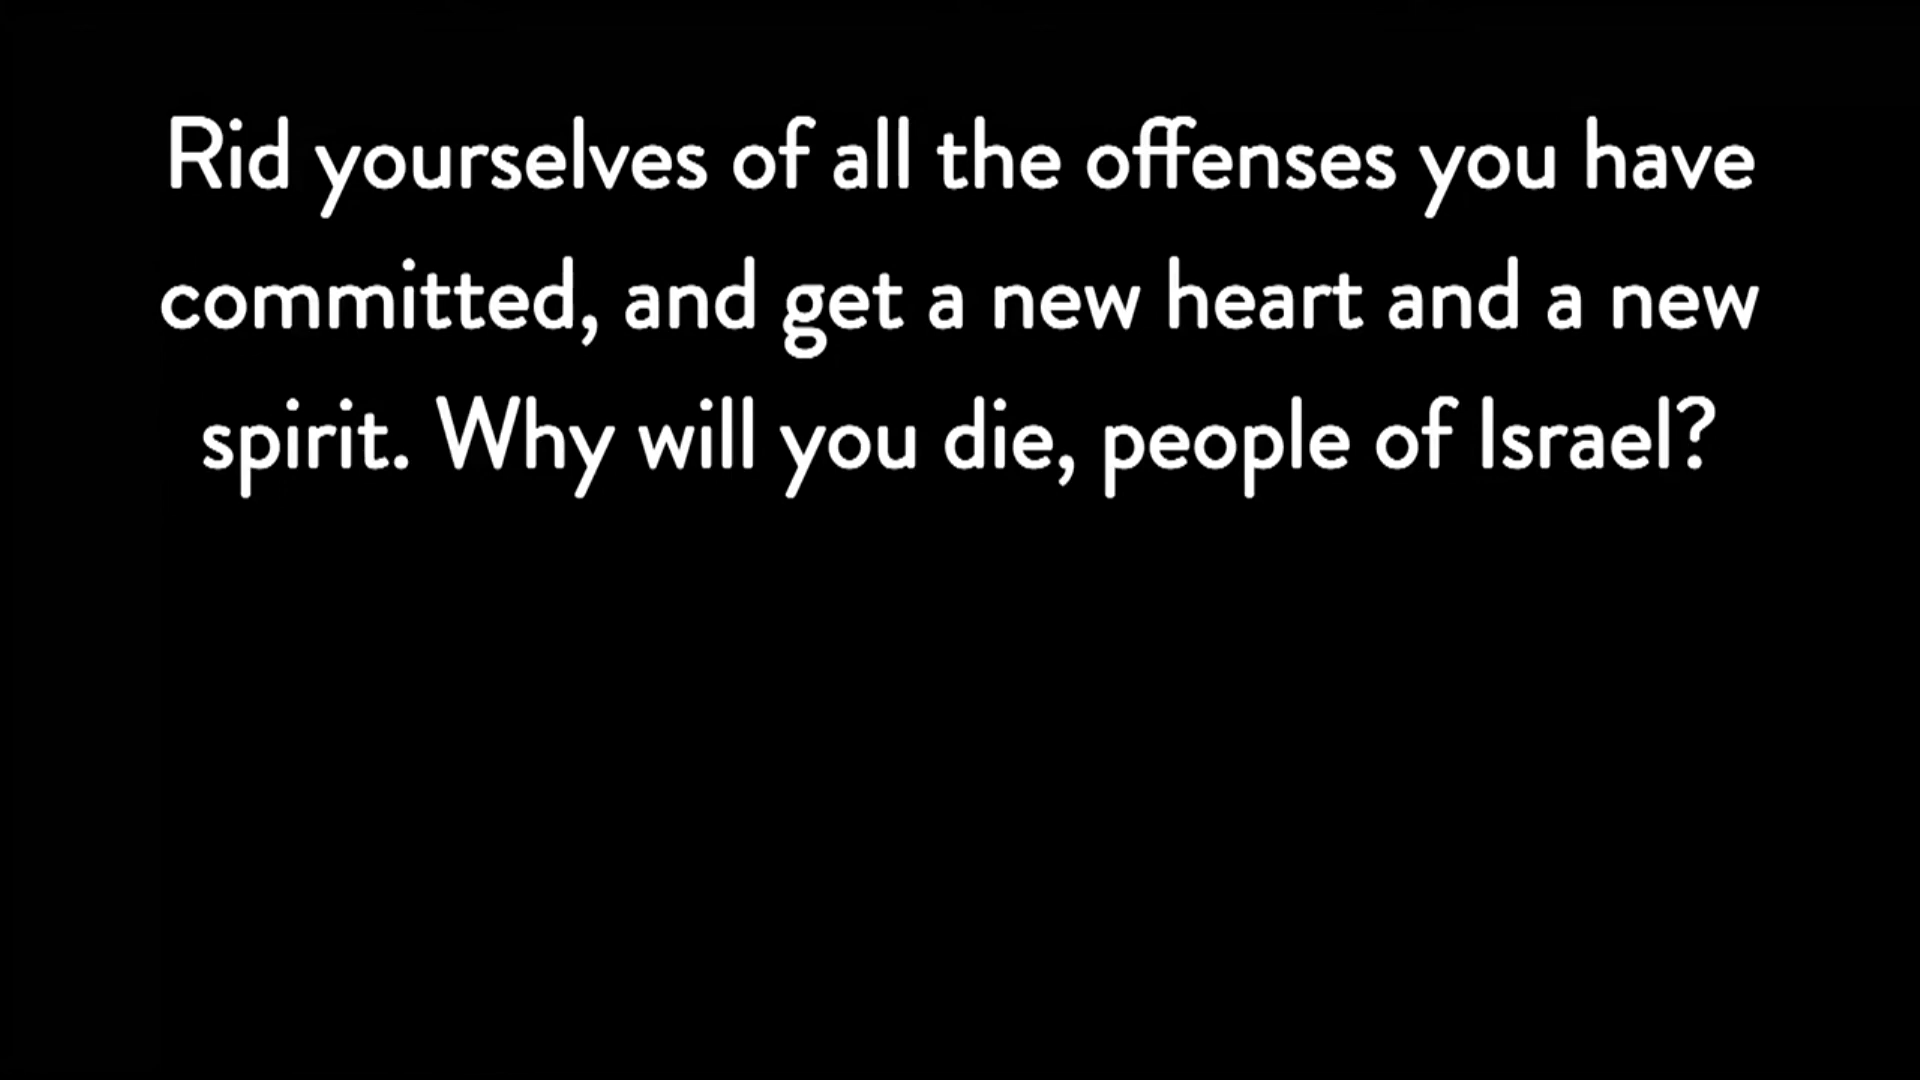 Rid yourselves of all the offenses you have
committed, and get a new heart and a new
spirit. Why will you die, people of Israel?